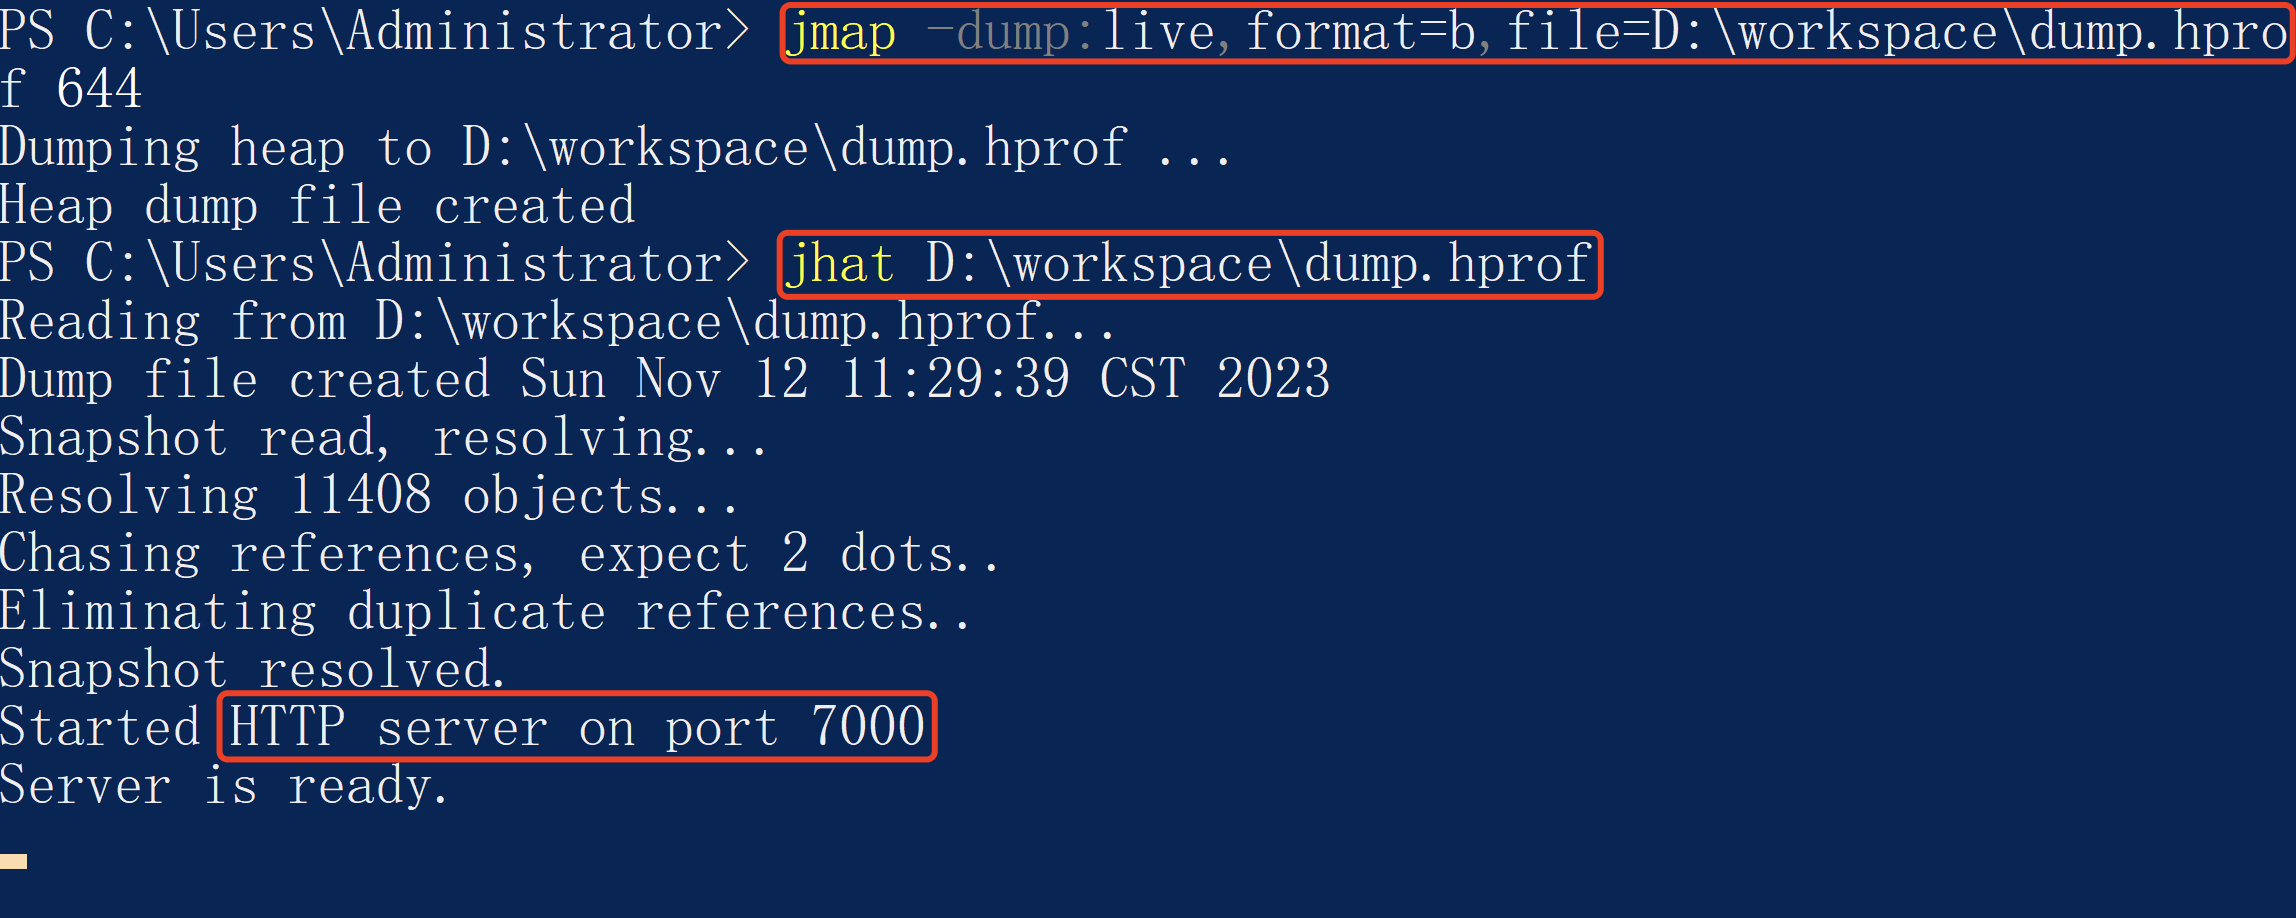 PS C:\Users\Administrator> jmap -dump:live,format=b,file=D:\workspace\dump.hpro
f 644
Dumping heap to D:\workspace\dump.hprof ...
Heap dump file created
PS C:\Users\Administrator> jhat D:\workspace\dump.hprof
Reading from D:\workspace\dump.hprof...
Dump file created Sun Nov 12 11:29:39 CST 2023
Snapshot read, resolving...
Resolving 11408 objects...
Chasing references, expect 2 dots..
Eliminating duplicate references..
Snapshot resolved.
Started HTTP server on port 7000
Server is ready.